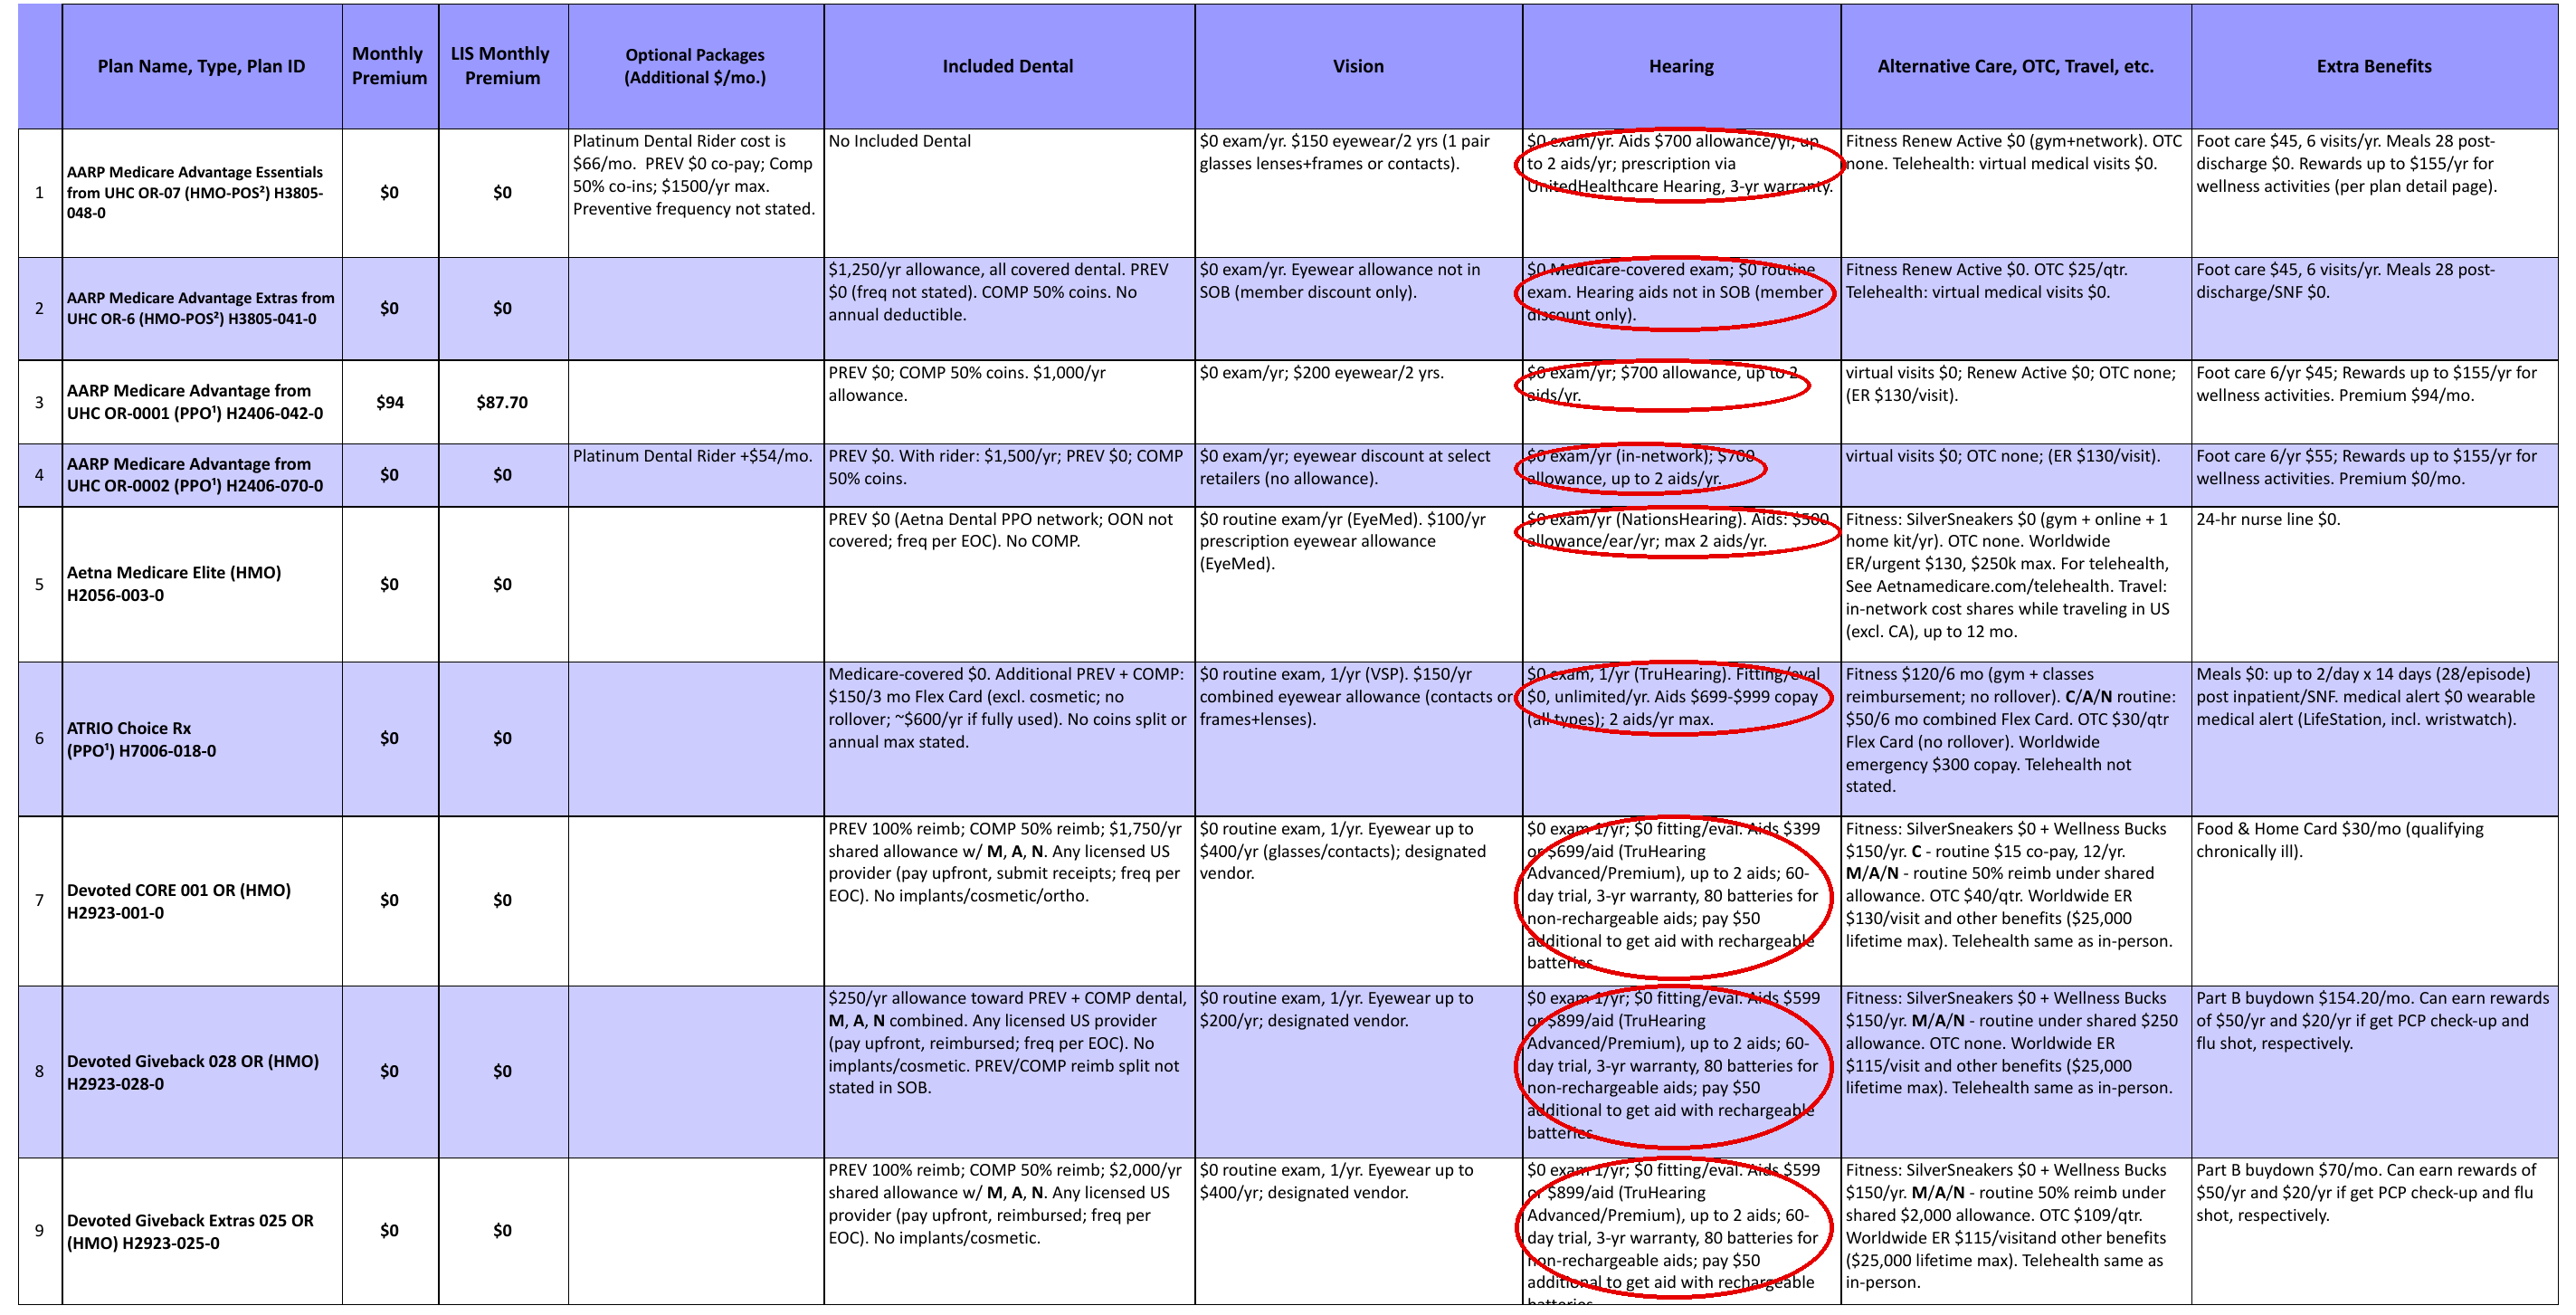 Plan Name, Type, Plan ID
Monthly
Premium
LIS Monthly
Premium
Optional Packages
(Additional $/mo.)
Included Dental
Vision
Hearing
Alternative Care, OTC, Travel, etc.
Extra Benefits
1
AARP Medicare Advantage Essentials
from UHC OR-07 (HMO-POS²) H3805-
048-0
$0
$0
Platinum Dental Rider cost is
$66/mo.  PREV $0 co-pay; Comp
50% co-ins; $1500/yr max.
Preventive frequency not stated.
No Included Dental
$0 exam/yr. $150 eyewear/2 yrs (1 pair
glasses lenses+frames or contacts).
$0 exam/yr. Aids $700 allowance/yr, up
to 2 aids/yr; prescription via
UnitedHealthcare Hearing, 3-yr warranty.
Fitness Renew Active $0 (gym+network). OTC
none. Telehealth: virtual medical visits $0.
Foot care $45, 6 visits/yr. Meals 28 post-
discharge $0. Rewards up to $155/yr for
wellness activities (per plan detail page).
2
AARP Medicare Advantage Extras from
UHC OR-6 (HMO-POS²) H3805-041-0
$0
$0
$1,250/yr allowance, all covered dental. PREV
$0 (freq not stated). COMP 50% coins. No
annual deductible.
$0 exam/yr. Eyewear allowance not in
SOB (member discount only).
$0 Medicare-covered exam; $0 routine
exam. Hearing aids not in SOB (member
discount only).
Fitness Renew Active $0. OTC $25/qtr.
Telehealth: virtual medical visits $0.
Foot care $45, 6 visits/yr. Meals 28 post-
discharge/SNF $0.
3
AARP Medicare Advantage from
UHC OR-0001 (PPO¹) H2406-042-0
$94
$87.70
PREV $0; COMP 50% coins. $1,000/yr
allowance.
$0 exam/yr; $200 eyewear/2 yrs.
$0 exam/yr; $700 allowance, up to 2
aids/yr.
virtual visits $0; Renew Active $0; OTC none;
(ER $130/visit).
Foot care 6/yr $45; Rewards up to $155/yr for
wellness activities. Premium $94/mo.
4
AARP Medicare Advantage from
UHC OR-0002 (PPO¹) H2406-070-0
$0
$0
Platinum Dental Rider +$54/mo.
PREV $0. With rider: $1,500/yr; PREV $0; COMP
50% coins.
$0 exam/yr; eyewear discount at select
retailers (no allowance).
$0 exam/yr (in-network); $700
allowance, up to 2 aids/yr.
virtual visits $0; OTC none; (ER $130/visit).
Foot care 6/yr $55; Rewards up to $155/yr for
wellness activities. Premium $0/mo.
5
Aetna Medicare Elite (HMO)
H2056-003-0
$0
$0
PREV $0 (Aetna Dental PPO network; OON not
covered; freq per EOC). No COMP.
$0 routine exam/yr (EyeMed). $100/yr
prescription eyewear allowance
(EyeMed).
$0 exam/yr (NationsHearing). Aids: $500
allowance/ear/yr; max 2 aids/yr.
Fitness: SilverSneakers $0 (gym + online + 1
home kit/yr). OTC none. Worldwide
ER/urgent $130, $250k max. For telehealth,
See Aetnamedicare.com/telehealth. Travel:
in-network cost shares while traveling in US
(excl. CA), up to 12 mo.
24-hr nurse line $0.
6
ATRIO Choice Rx
(PPO¹) H7006-018-0
$0
$0
Medicare-covered $0. Additional PREV + COMP:
$150/3 mo Flex Card (excl. cosmetic; no
rollover; ~$600/yr if fully used). No coins split or
annual max stated.
$0 routine exam, 1/yr (VSP). $150/yr
combined eyewear allowance (contacts or
frames+lenses).
$0 exam, 1/yr (TruHearing). Fitting/eval
$0, unlimited/yr. Aids $699-$999 copay
(all types); 2 aids/yr max.
Fitness $120/6 mo (gym + classes
reimbursement; no rollover). C/A/N routine:
$50/6 mo combined Flex Card. OTC $30/qtr
Flex Card (no rollover). Worldwide
emergency $300 copay. Telehealth not
stated.
Meals $0: up to 2/day x 14 days (28/episode)
post inpatient/SNF. medical alert $0 wearable
medical alert (LifeStation, incl. wristwatch).
7
Devoted CORE 001 OR (HMO)
H2923-001-0
$0
$0
PREV 100% reimb; COMP 50% reimb; $1,750/yr
shared allowance w/ M, A, N. Any licensed US
provider (pay upfront, submit receipts; freq per
EOC). No implants/cosmetic/ortho.
$0 routine exam, 1/yr. Eyewear up to
$400/yr (glasses/contacts); designated
vendor.
$0 exam 1/yr; $0 fitting/eval. Aids $399
or $699/aid (TruHearing
Advanced/Premium), up to 2 aids; 60-
day trial, 3-yr warranty, 80 batteries for
non-rechargeable aids; pay $50
additional to get aid with rechargeable
batteries.
Fitness: SilverSneakers $0 + Wellness Bucks
$150/yr. C - routine $15 co-pay, 12/yr.
M/A/N - routine 50% reimb under shared
allowance. OTC $40/qtr. Worldwide ER
$130/visit and other benefits ($25,000
lifetime max). Telehealth same as in-person.
Food & Home Card $30/mo (qualifying
chronically ill).
8
Devoted Giveback 028 OR (HMO)
H2923-028-0
$0
$0
$250/yr allowance toward PREV + COMP dental,
M, A, N combined. Any licensed US provider
(pay upfront, reimbursed; freq per EOC). No
implants/cosmetic. PREV/COMP reimb split not
stated in SOB.
$0 routine exam, 1/yr. Eyewear up to
$200/yr; designated vendor.
$0 exam 1/yr; $0 fitting/eval. Aids $599
or $899/aid (TruHearing
Advanced/Premium), up to 2 aids; 60-
day trial, 3-yr warranty, 80 batteries for
non-rechargeable aids; pay $50
additional to get aid with rechargeable
batteries.
Fitness: SilverSneakers $0 + Wellness Bucks
$150/yr. M/A/N - routine under shared $250
allowance. OTC none. Worldwide ER
$115/visit and other benefits ($25,000
lifetime max). Telehealth same as in-person.
Part B buydown $154.20/mo. Can earn rewards
of $50/yr and $20/yr if get PCP check-up and
flu shot, respectively.
9
Devoted Giveback Extras 025 OR
(HMO) H2923-025-0
$0
$0
PREV 100% reimb; COMP 50% reimb; $2,000/yr
shared allowance w/ M, A, N. Any licensed US
provider (pay upfront, reimbursed; freq per
EOC). No implants/cosmetic.
$0 routine exam, 1/yr. Eyewear up to
$400/yr; designated vendor.
$0 exam 1/yr; $0 fitting/eval. Aids $599
or $899/aid (TruHearing
Advanced/Premium), up to 2 aids; 60-
day trial, 3-yr warranty, 80 batteries for
non-rechargeable aids; pay $50
additional to get aid with rechargeable
Fitness: SilverSneakers $0 + Wellness Bucks
$150/yr. M/A/N - routine 50% reimb under
shared $2,000 allowance. OTC $109/qtr.
Worldwide ER $115/visitand other benefits
($25,000 lifetime max). Telehealth same as
in-person.
Part B buydown $70/mo. Can earn rewards of
$50/yr and $20/yr if get PCP check-up and flu
shot, respectively.